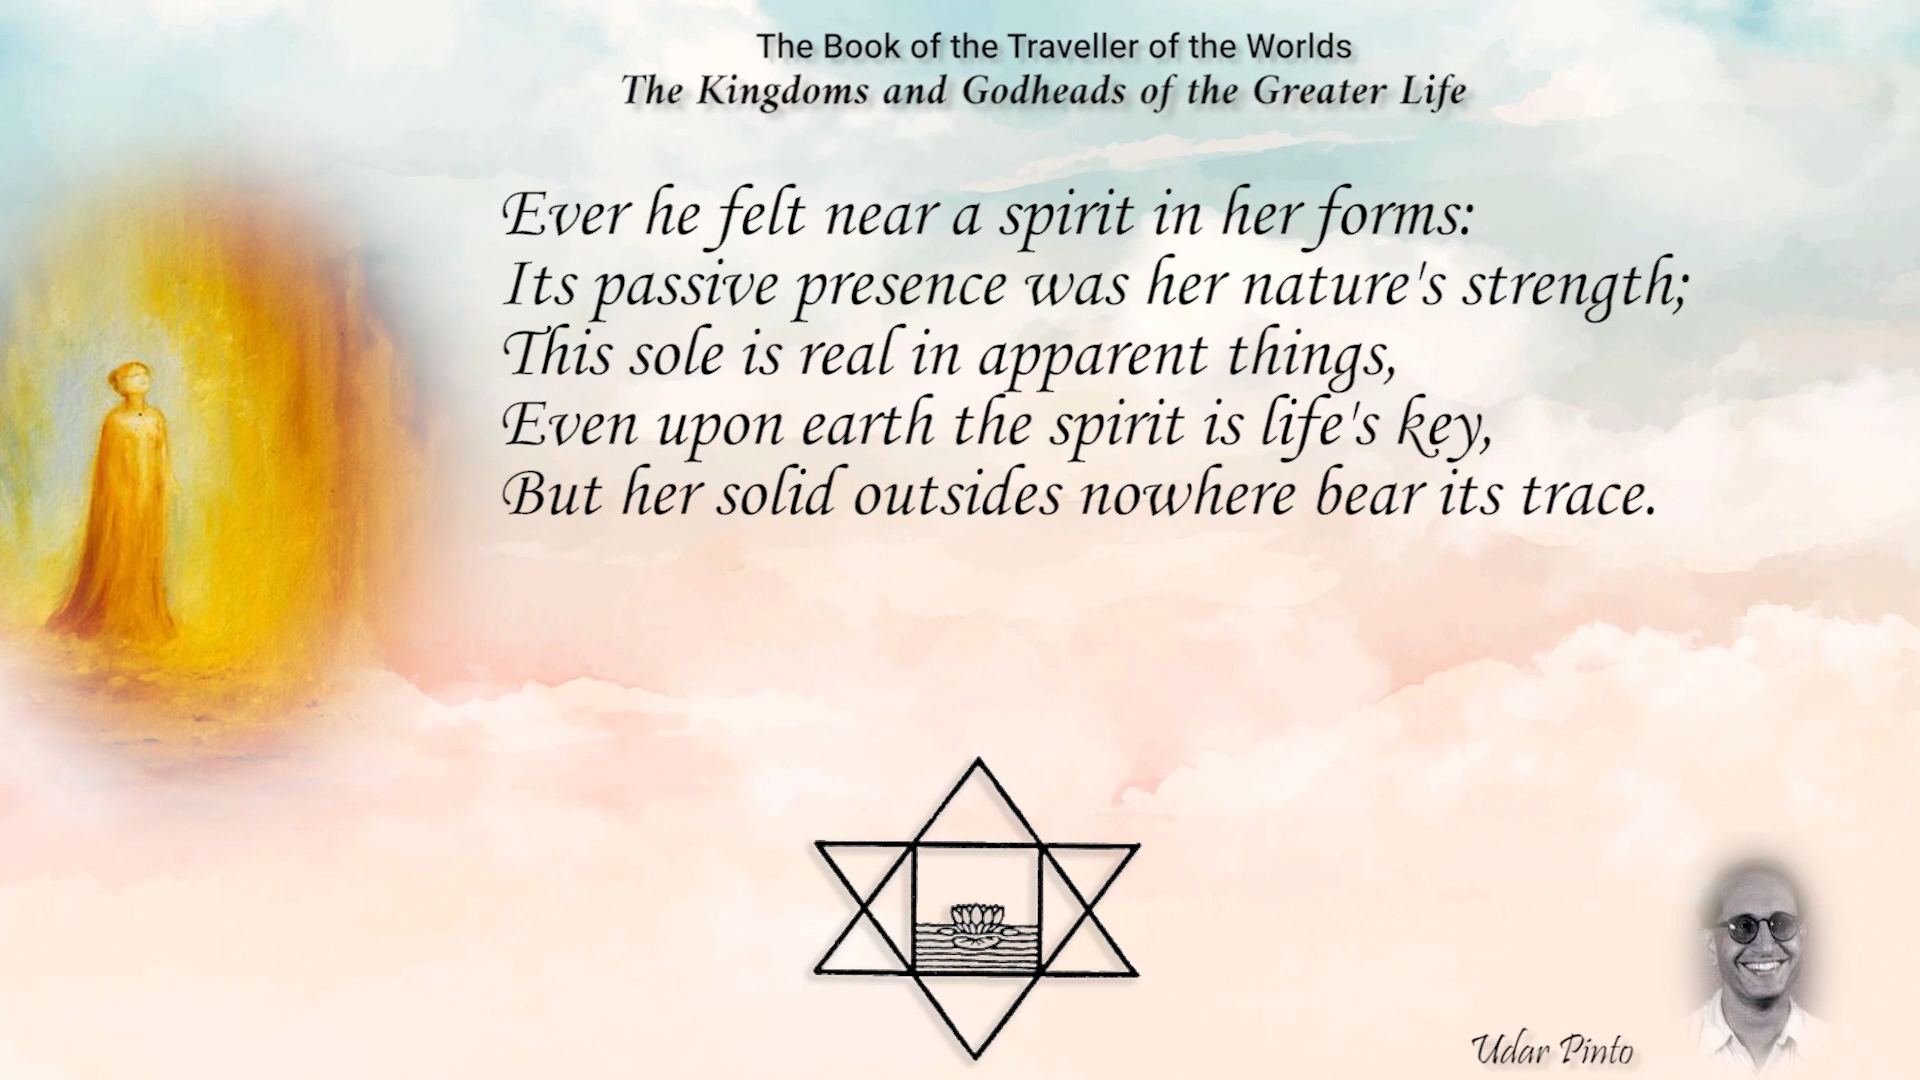 The Book of the Traveller of the Worlds
The Kingdoms and Godheads of the Greater Life
Ever he felt near a spirit in her forms:
Its passive presence was her nature's strength;
This sole is real in apparent things,
Even upon earth the spirit is life's key,
But her solid outsides nowhere bear its trace.
Udar Pinto